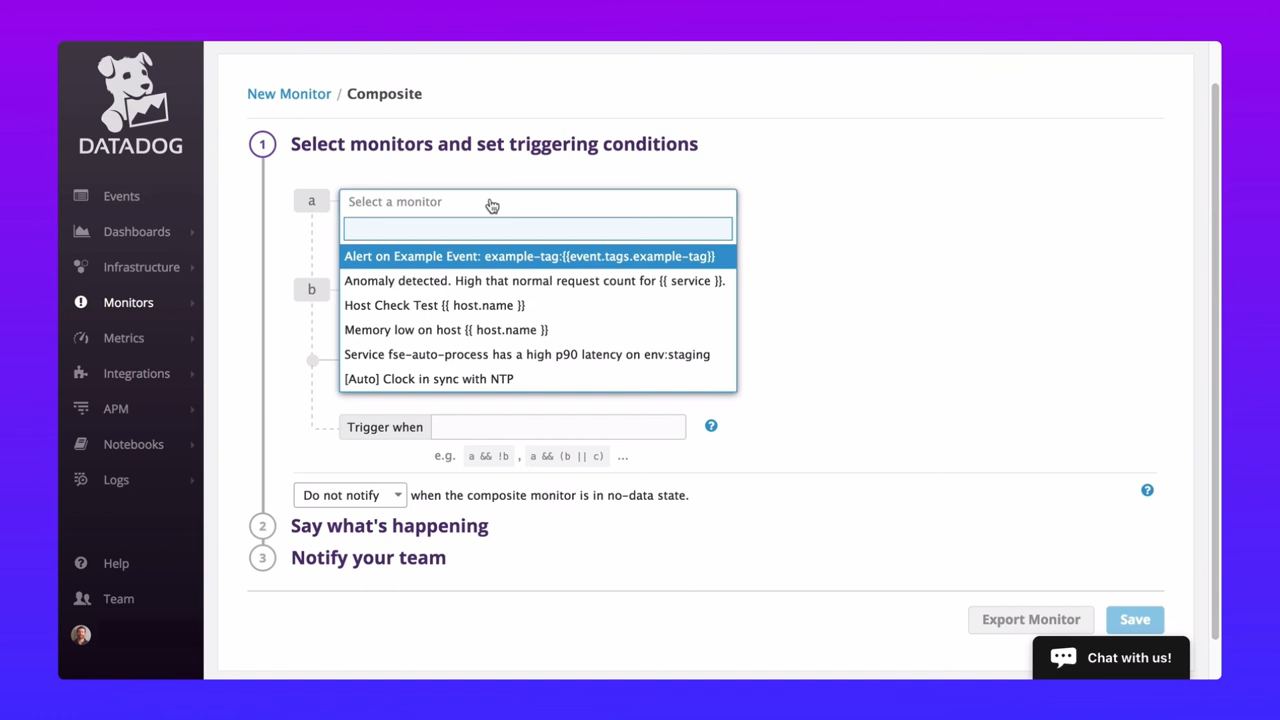 DATADOG
Events
Dashboards
Infrastructure
Monitors
Metrics
Integrations
APM
Notebooks
Logs
Help
Team
New Monitor / Composite
1 Select monitors and set triggering conditions
a Select a monitor
Alert on Example Event: example-tag:{{event.tags.example-tag}}
Anomaly detected. High that normal request count for {{ service }}.
b
Host Check Test {{ host.name }}
Memory low on host {{ host.name }}
Service fse-auto-process has a high p90 latency on env:staging
[Auto] Clock in sync with NTP
Trigger when ?
e.g. a && !b , a && (b || c) ...
Do not notify when the composite monitor is in no-data state. ?
2 Say what's happening
3 Notify your team
Export Monitor Save
Chat with us!